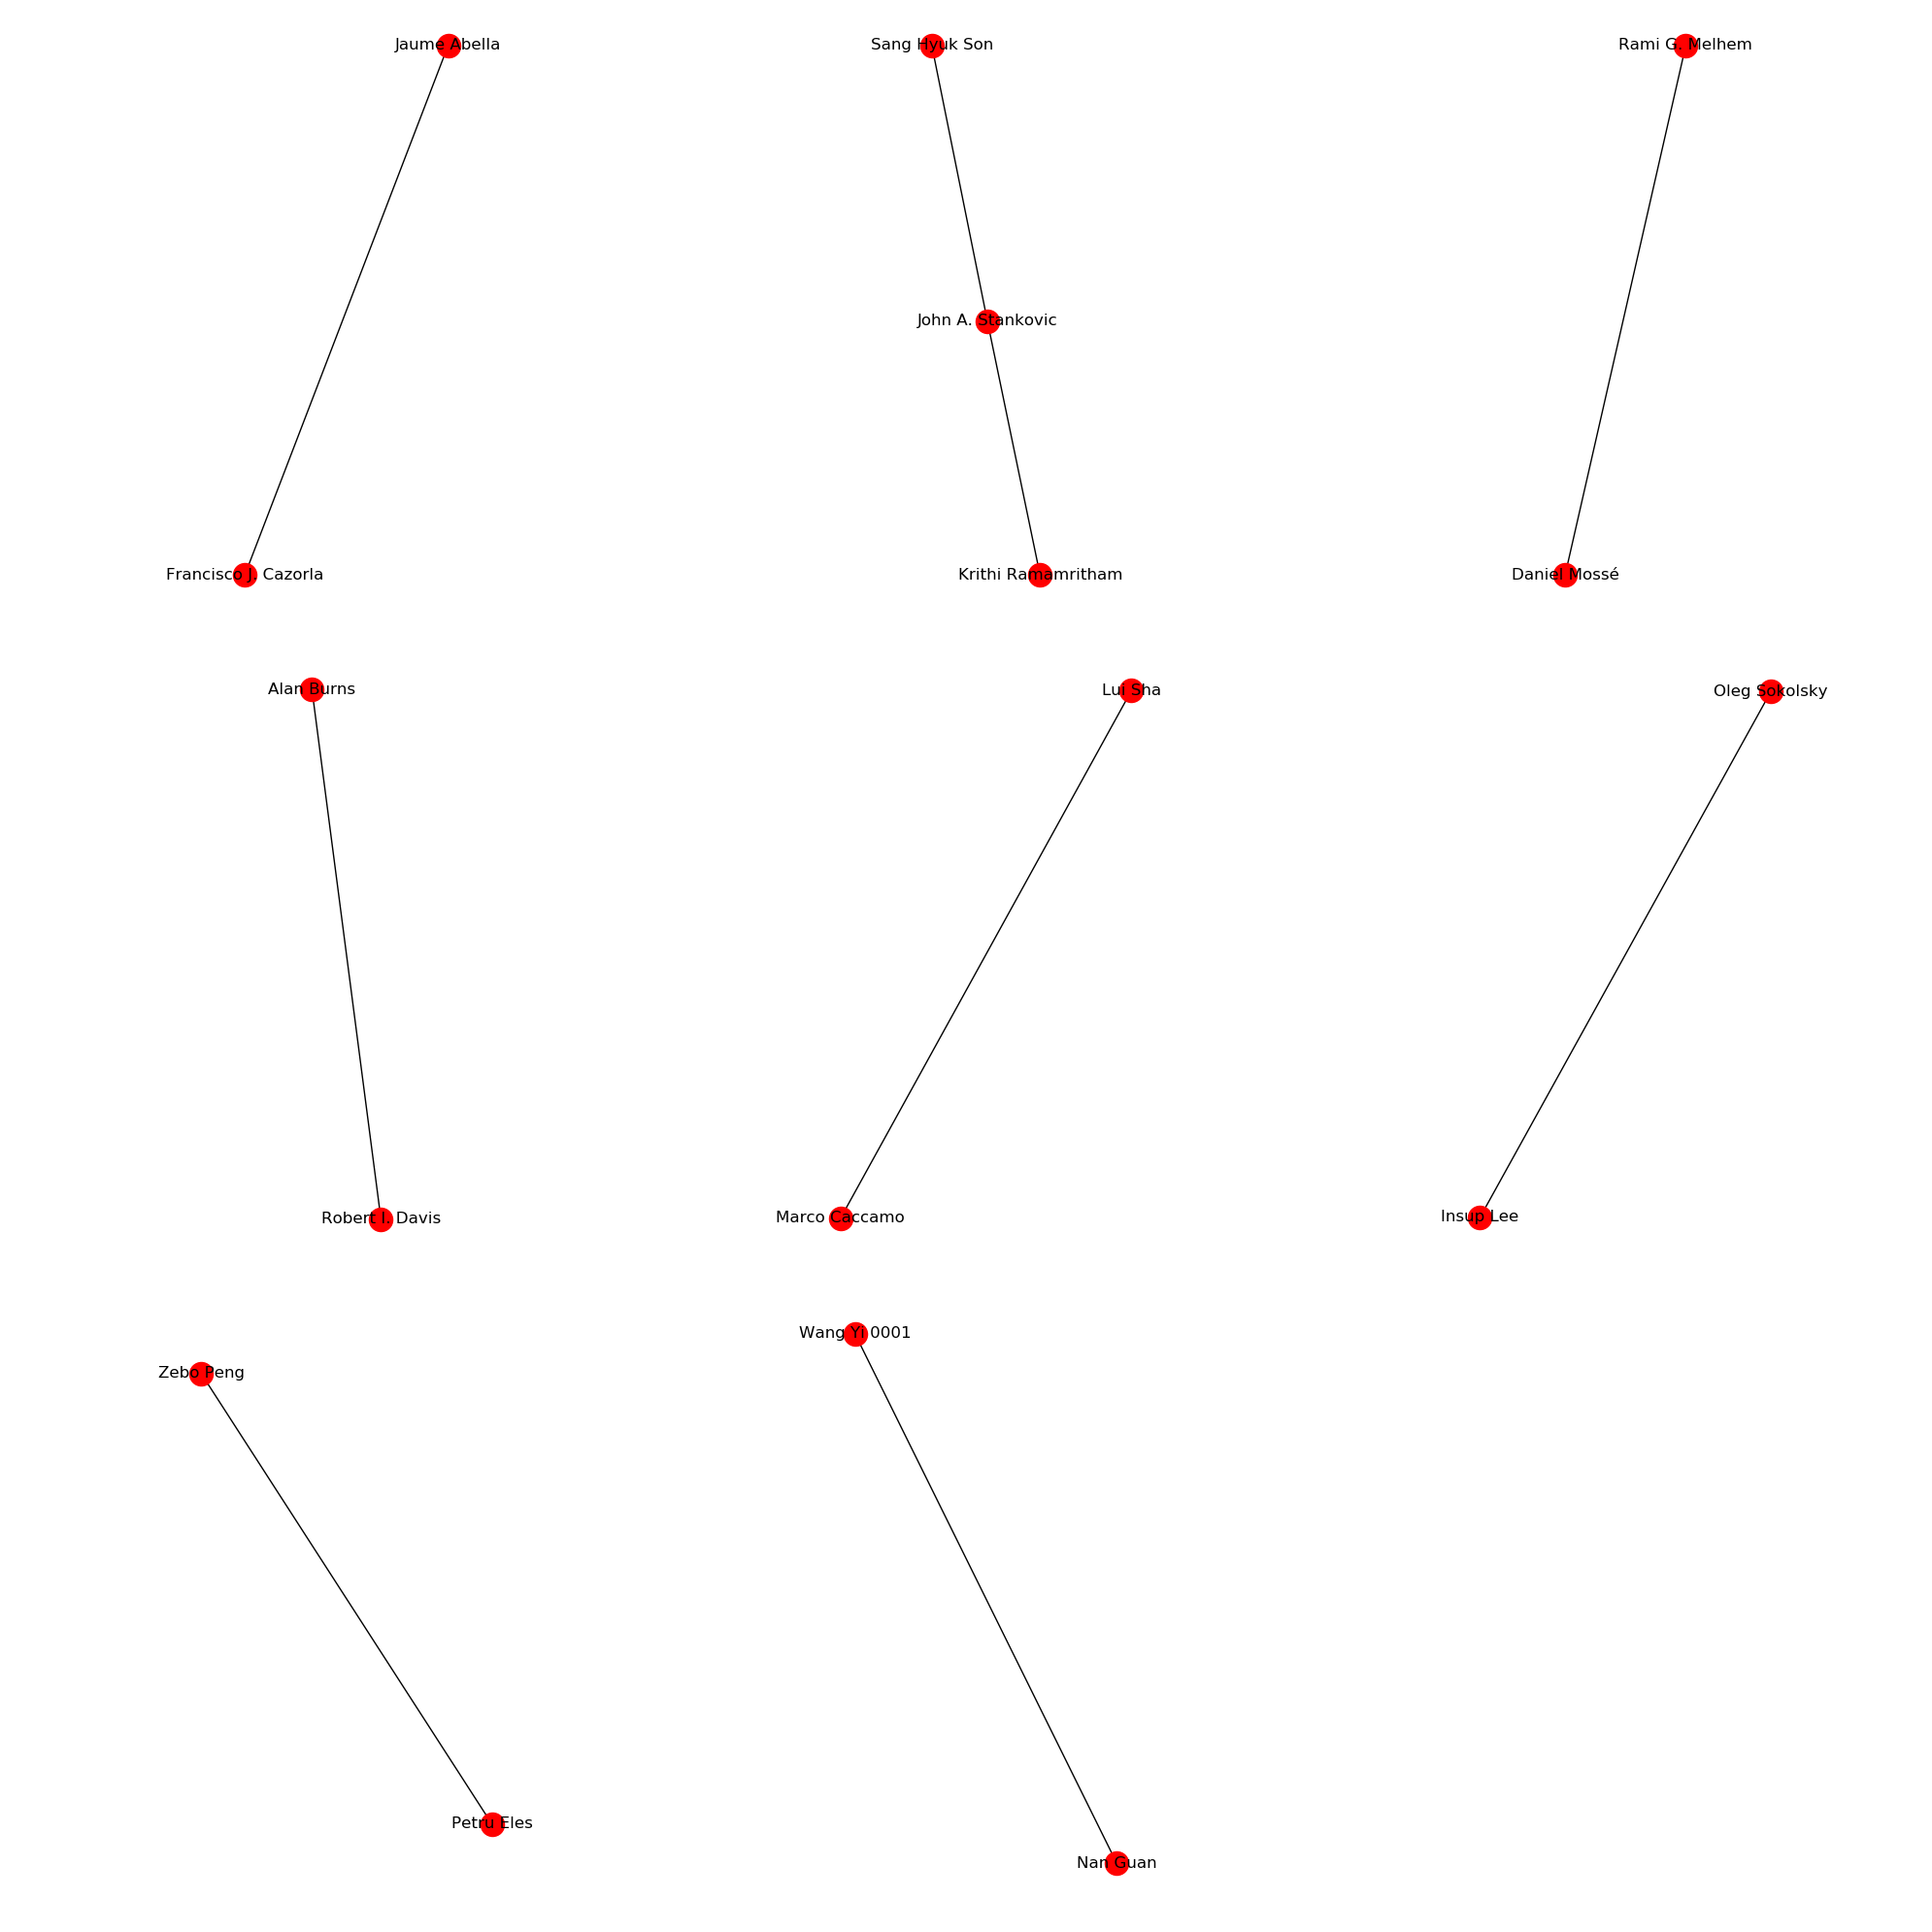 Jaume Abella
Sang Hyuk Son
Rami G. Melhem
John A. Stankovic
Francisco J. Cazorla
Krithi Ramamritham
Daniel Mossé
Alan Burns
Lui Sha
Oleg Sokolsky
Robert I. Davis
Marco Caccamo
Insup Lee
Wang Yi 0001
Zebo Peng
Petru Eles
Nan Guan